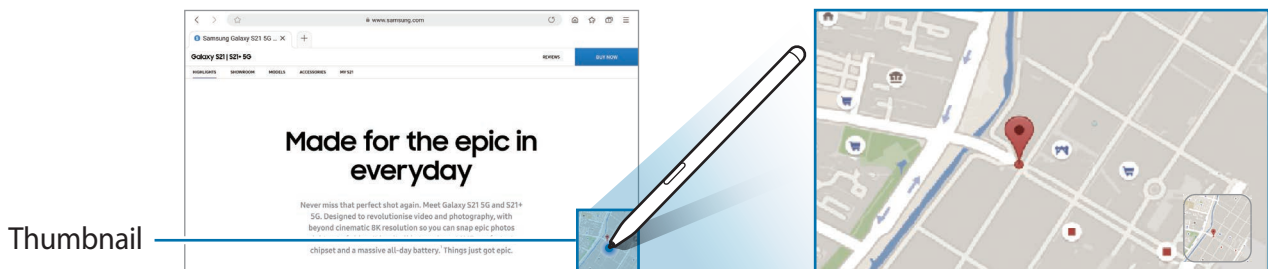 www.samsung.com
Samsung Galaxy S21 5G ...
Galaxy S21 | S21+ 5G
REVIEWS
BUY NOW
HIGHLIGHTS SHOWROOM MODELS ACCESSORIES MY S21
Made for the epic in
everyday
Never miss that perfect shot again. Meet Galaxy S21 5G and S21+
5G. Designed to revolutionise video and photography, with
beyond cinematic 8K resolution so you can snap epic photos
chipset and a massive all-day battery.¹ Things just got epic.
Thumbnail